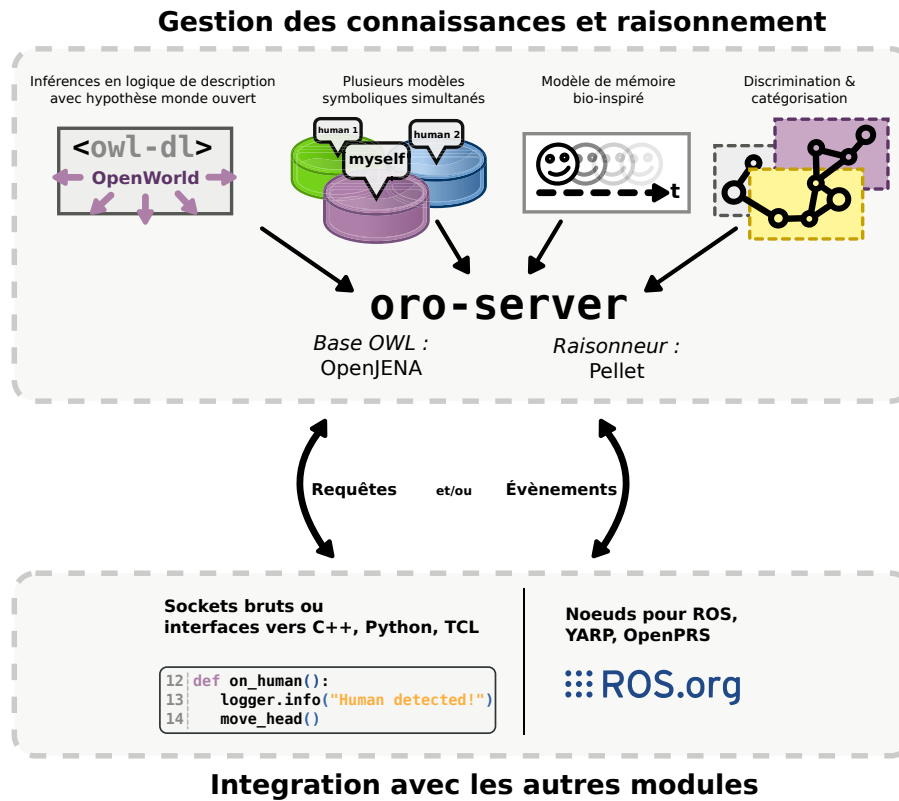 Gestion des connaissances et raisonnement
Inférences en logique de description
avec hypothèse monde ouvert
Plusieurs modèles
symboliques simultanés
Modèle de mémoire
bio-inspiré
Discrimination &
catégorisation
<owl-dl>
OpenWorld
human 1
human 2
myself
t
oro-server
Base OWL :
OpenJENA
Raisonneur :
Pellet
Requêtes et/ou Évènements
Sockets bruts ou
interfaces vers C++, Python, TCL
12 def on_human():
13 logger.info("Human detected!")
14 move_head()
Noeuds pour ROS,
YARP, OpenPRS
ROS.org
Integration avec les autres modules